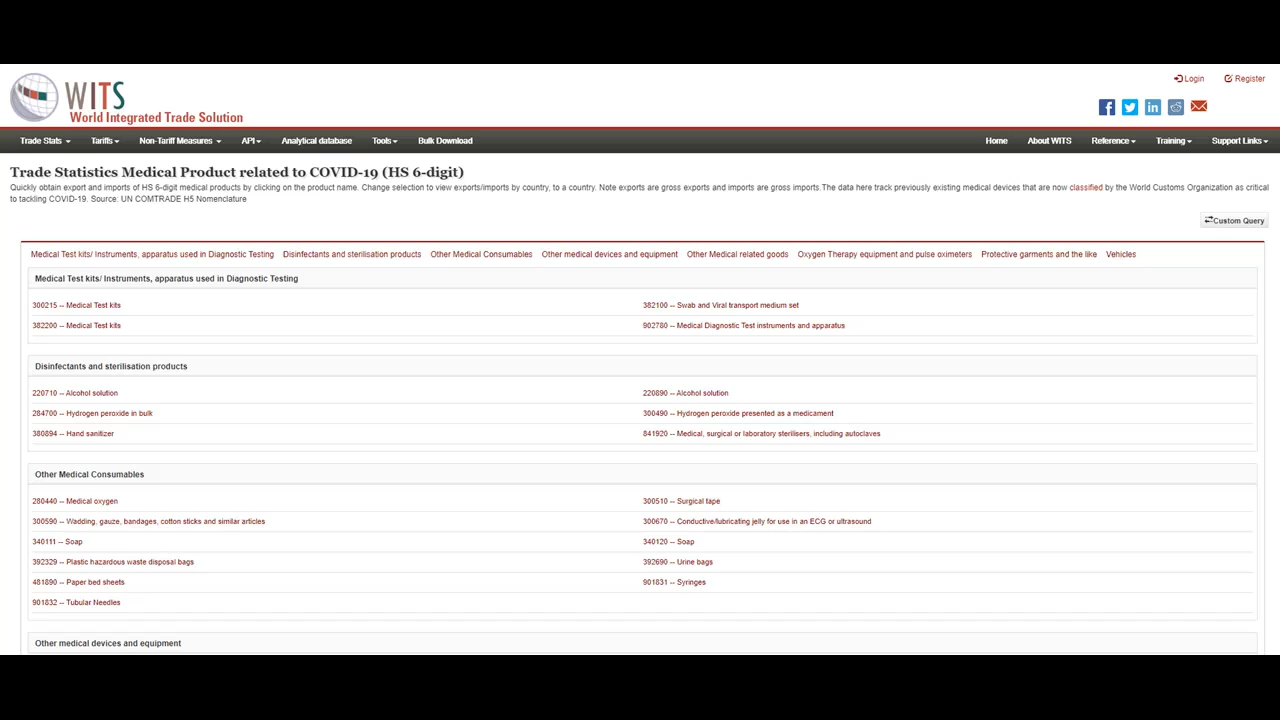 Login Register
WITS
World Integrated Trade Solution
Trade Stats Tariffs Non-Tariff Measures API Analytical database Tools Bulk Download Home About WITS Reference Training Support Links
Trade Statistics Medical Product related to COVID-19 (HS 6-digit)
Quickly obtain export and imports of HS 6-digit medical products by clicking on the product name. Change selection to view exports/imports by country, to a country. Note exports are gross exports and imports are gross imports.The data here track previously existing medical devices that are now classified by the World Customs Organization as critical
to tackling COVID-19. Source: UN COMTRADE H5 Nomenclature
Custom Query
Medical Test kits/ Instruments, apparatus used in Diagnostic Testing Disinfectants and sterilisation products Other Medical Consumables Other medical devices and equipment Other Medical related goods Oxygen Therapy equipment and pulse oximeters Protective garments and the like Vehicles
Medical Test kits/ Instruments, apparatus used in Diagnostic Testing
300215 -- Medical Test kits 382100 -- Swab and Viral transport medium set
382200 -- Medical Test kits 902780 -- Medical Diagnostic Test instruments and apparatus
Disinfectants and sterilisation products
220710 -- Alcohol solution 220890 -- Alcohol solution
284700 -- Hydrogen peroxide in bulk 300490 -- Hydrogen peroxide presented as a medicament
380894 -- Hand sanitizer 841920 -- Medical, surgical or laboratory sterilisers, including autoclaves
Other Medical Consumables
280440 -- Medical oxygen 300510 -- Surgical tape
300590 -- Wadding, gauze, bandages, cotton sticks and similar articles 300670 -- Conductive/lubricating jelly for use in an ECG or ultrasound
340111 -- Soap 340120 -- Soap
392329 -- Plastic hazardous waste disposal bags 392690 -- Urine bags
481890 -- Paper bed sheets 901831 -- Syringes
901832 -- Tubular Needles
Other medical devices and equipment